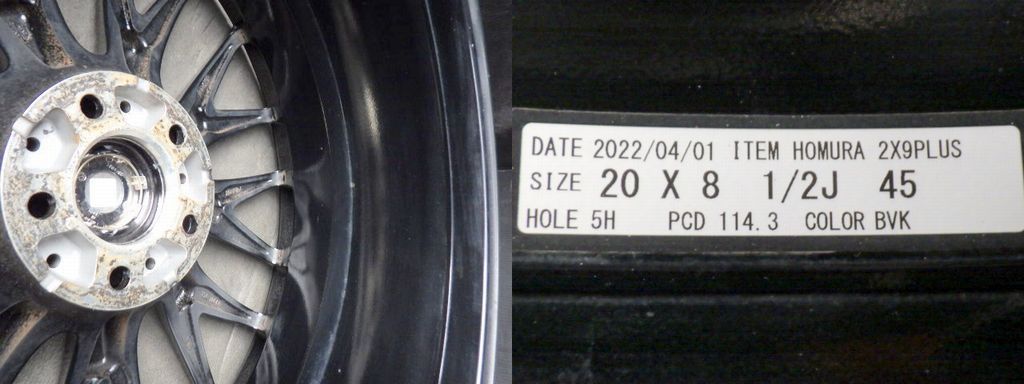 DATE 2022/04/01 ITEM HOMURA 2X9PLUS
SIZE 20 X 8 1/2J 45
HOLE 5H PCD 114.3 COLOR BVK